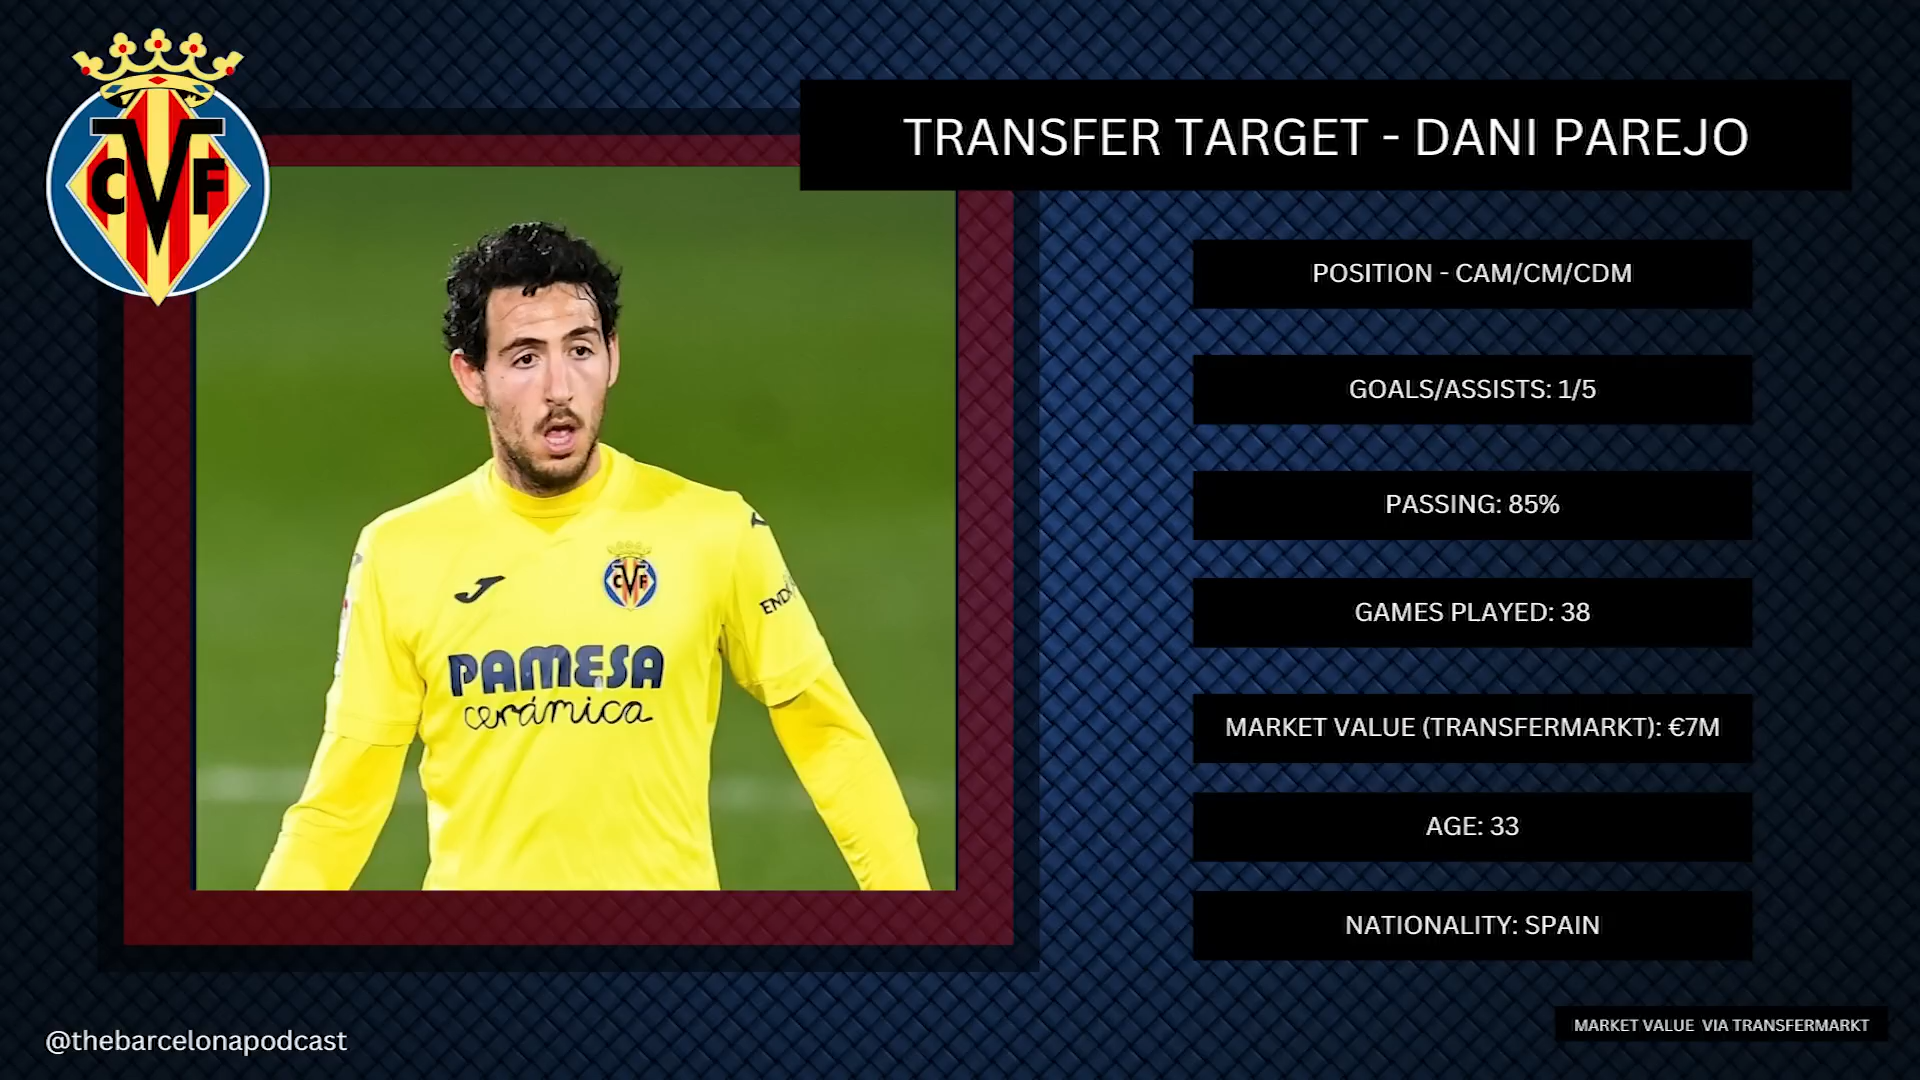 CVF
TRANSFER TARGET - DANI PAREJO
POSITION - CAM/CM/CDM
GOALS/ASSISTS: 1/5
PASSING: 85%
GAMES PLAYED: 38
MARKET VALUE (TRANSFERMARKT): €7M
AGE: 33
NATIONALITY: SPAIN
CVF
PAMESA
cerámica
@thebarcelonapodcast
MARKET VALUE VIA TRANSFERMARKT